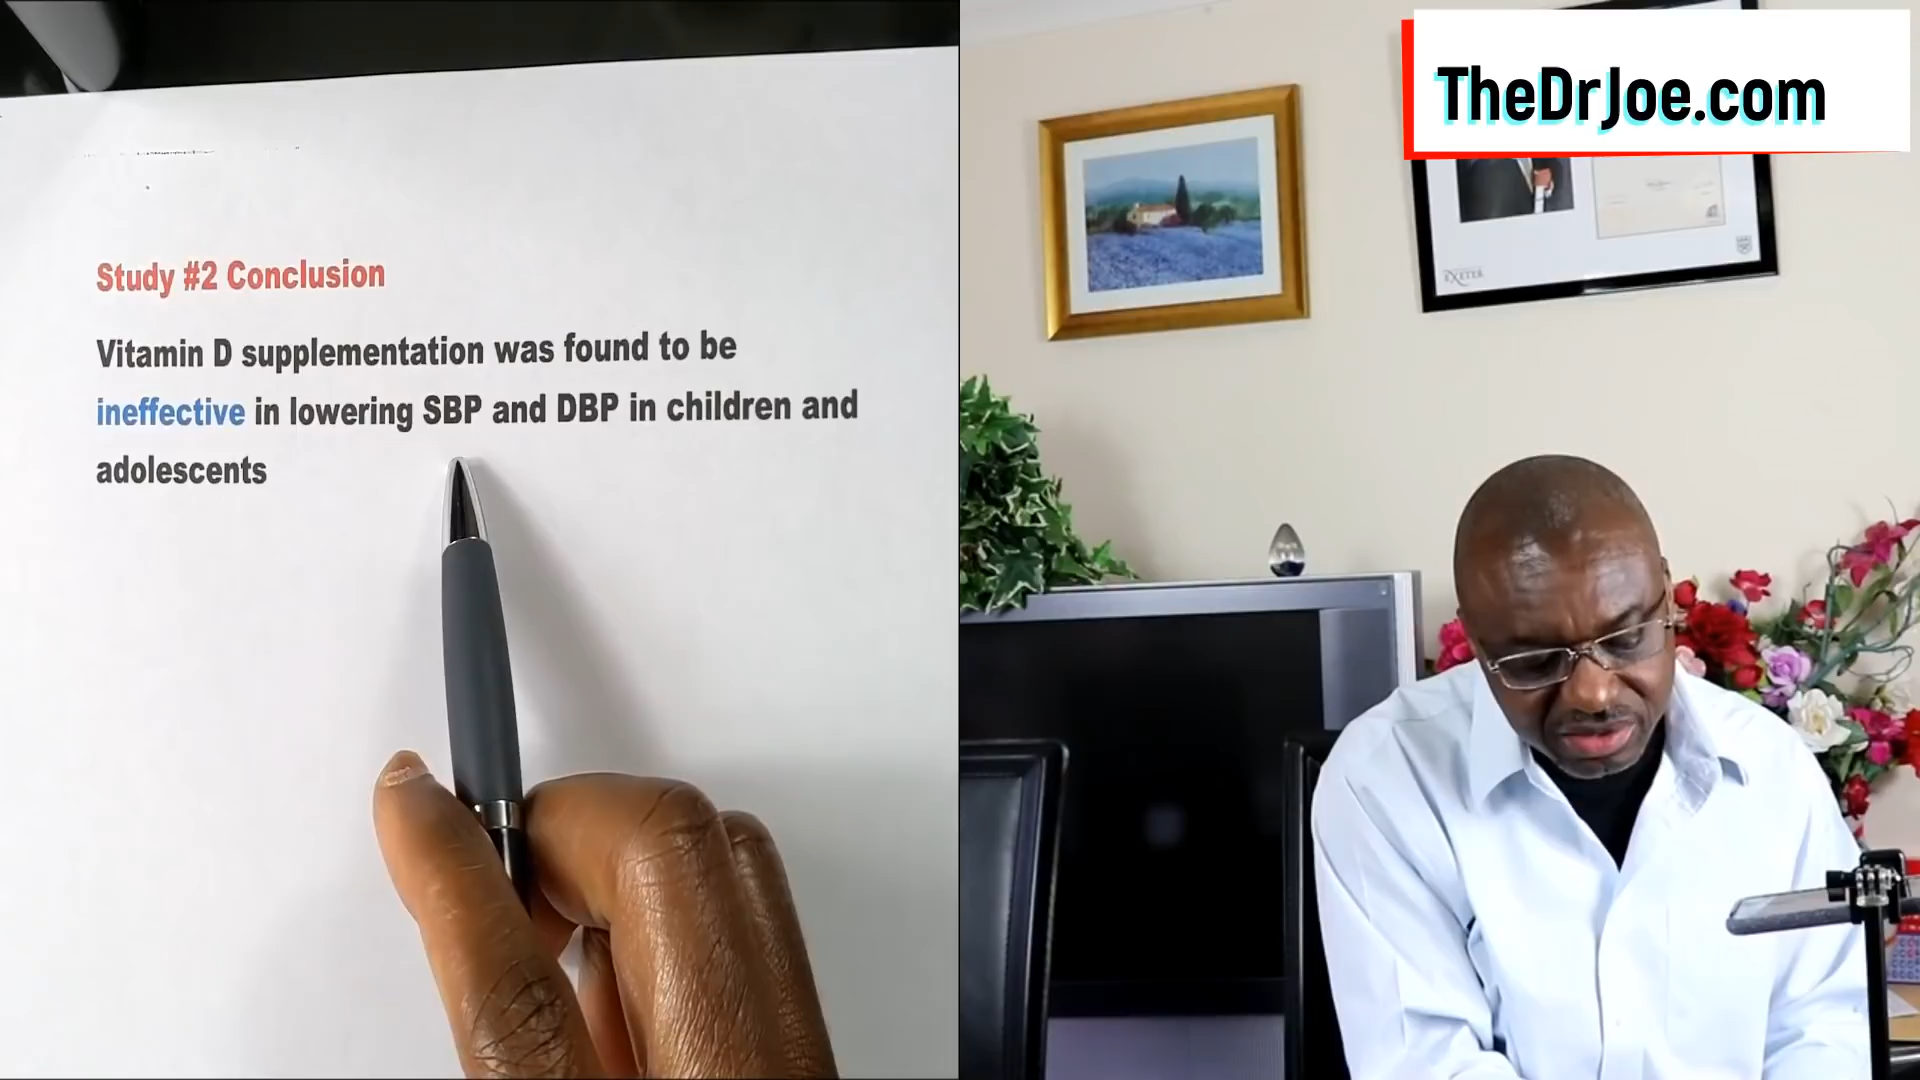 Study #2 Conclusion
Vitamin D supplementation was found to be
ineffective in lowering SBP and DBP in children and
adolescents
TheDrJoe.com
EXETER